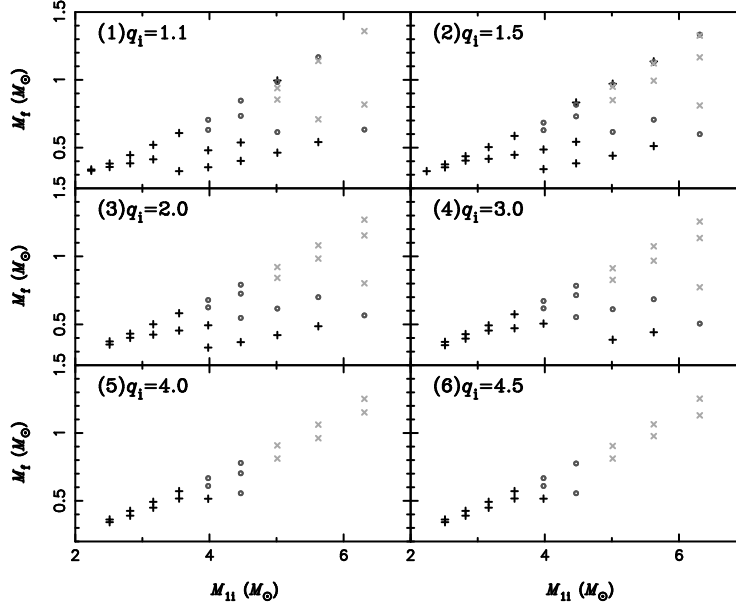 1.5
(1)q_i=1.1
(2)q_i=1.5
1
M_f (M_⊙)
0.5
1.5
(3)q_i=2.0
(4)q_i=3.0
1
M_f (M_⊙)
0.5
1.5
(5)q_i=4.0
(6)q_i=4.5
1
M_f (M_⊙)
0.5
2 4 6 2 4 6
M_1i (M_⊙) M_1i (M_⊙)